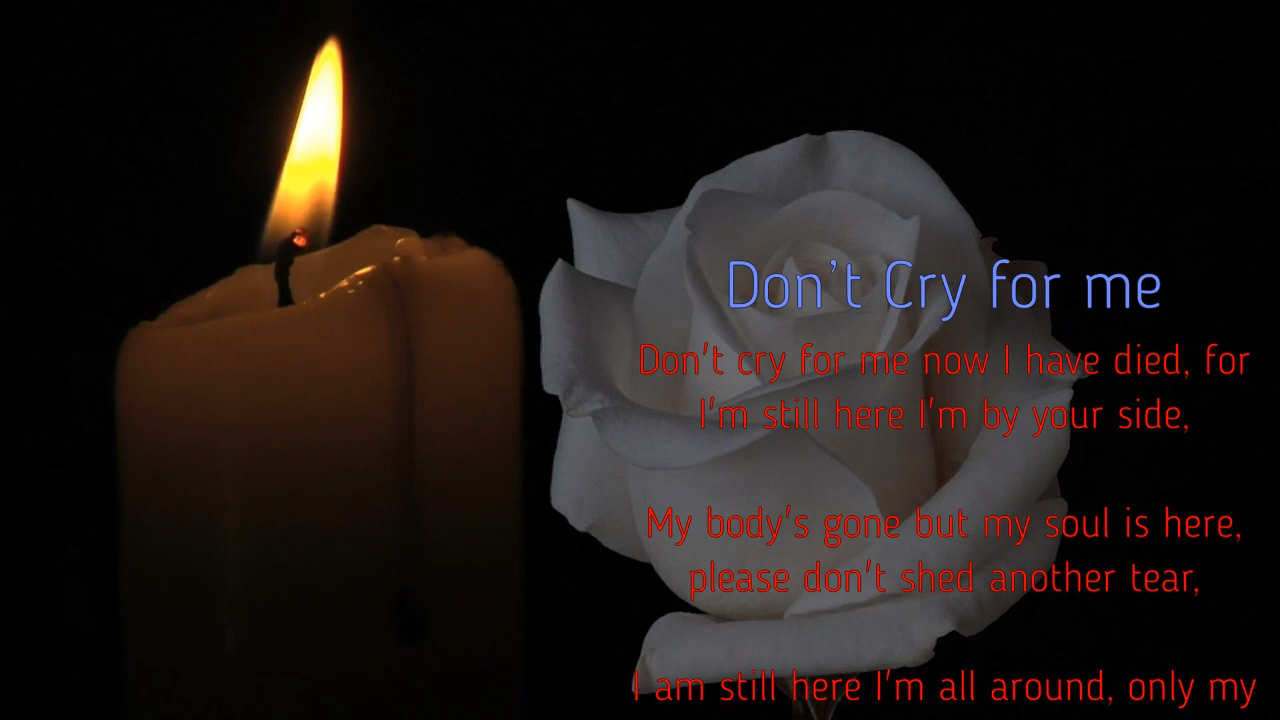 Don't Cry for me
Don't cry for me now I have died, for
I'm still here I'm by your side,
My body's gone but my soul is here,
please don't shed another tear,
I am still here I'm all around, only my